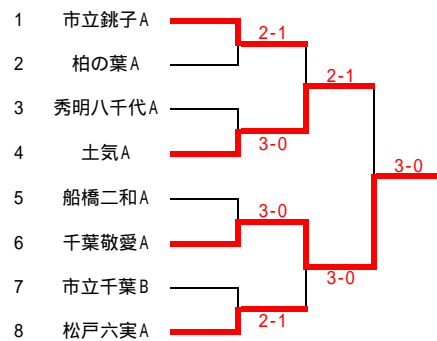 1 市立銚子A
2-1
2 柏の葉A
2-1
3 秀明八千代A
3-0
4 土気A
3-0
5 船橋二和A
3-0
6 千葉敬愛A
3-0
7 市立千葉B
2-1
8 松戸六実A